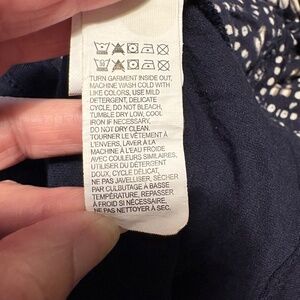 TURN GARMENT INSIDE OUT,
MACHINE WASH COLD WITH
LIKE COLORS, USE MILD
DETERGENT, DELICATE
CYCLE, DO NOT BLEACH,
TUMBLE DRY LOW, COOL
IRON IF NECESSARY,
DO NOT DRY CLEAN.
TOURNER LE VÊTEMENT À
L'ENVERS, LAVER À LA
MACHINE À L'EAU FROIDE
AVEC COULEURS SIMILAIRES,
UTILISER DU DÉTERGENT
DOUX, CYCLE DÉLICAT,
NE PAS JAVELLISER, SÉCHER
PAR CULBUTAGE À BASSE
TEMPÉRATURE, REPASSER
À FROID SI NÉCESSAIRE,
NE PAS NETTOYER À SEC.